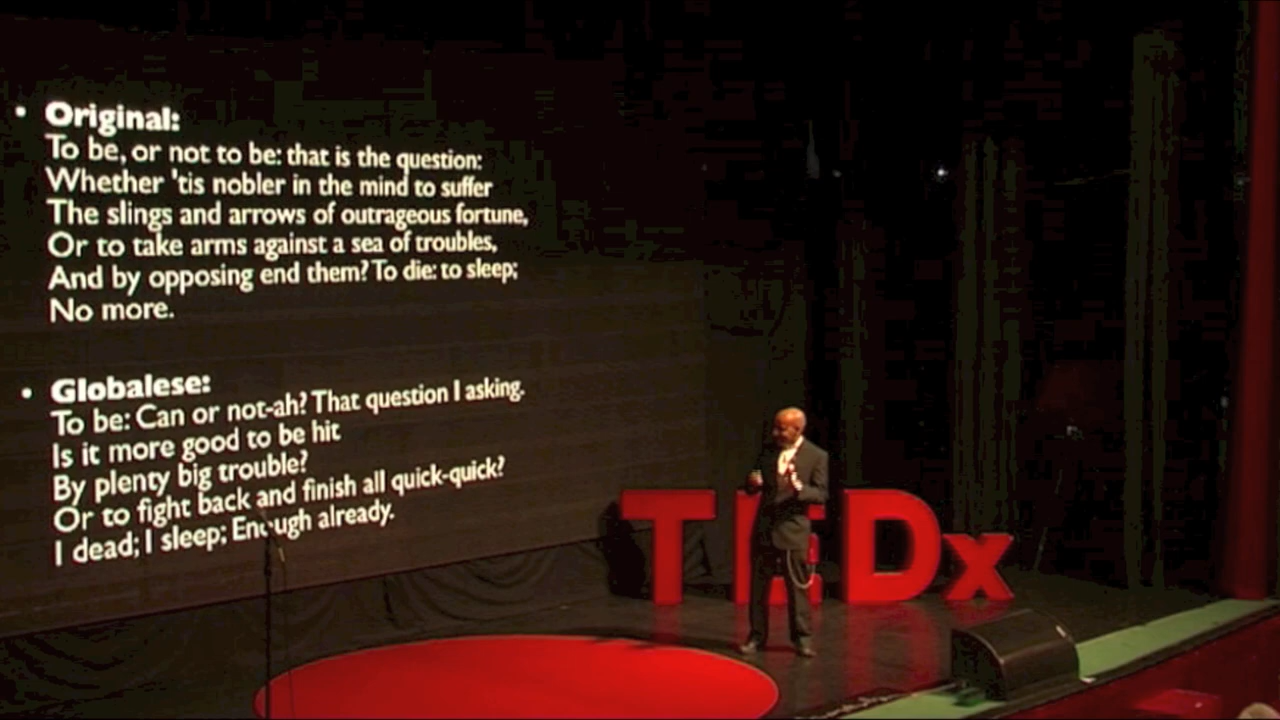 • Original:
To be, or not to be: that is the question:
Whether 'tis nobler in the mind to suffer
The slings and arrows of outrageous fortune,
Or to take arms against a sea of troubles,
And by opposing end them? To die: to sleep;
No more.
• Globalese:
To be: Can or not-ah? That question I asking.
Is it more good to be hit
By plenty big trouble?
Or to fight back and finish all quick-quick?
I dead; I sleep; Enough already.
TEDx